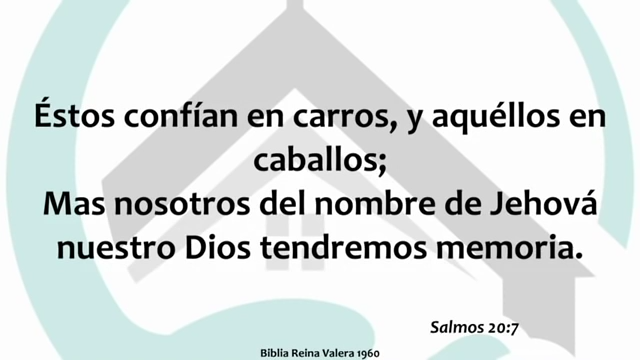 Éstos confían en carros, y aquéllos en
caballos;
Mas nosotros del nombre de Jehová
nuestro Dios tendremos memoria.
Salmos 20:7
Biblia Reina Valera 1960